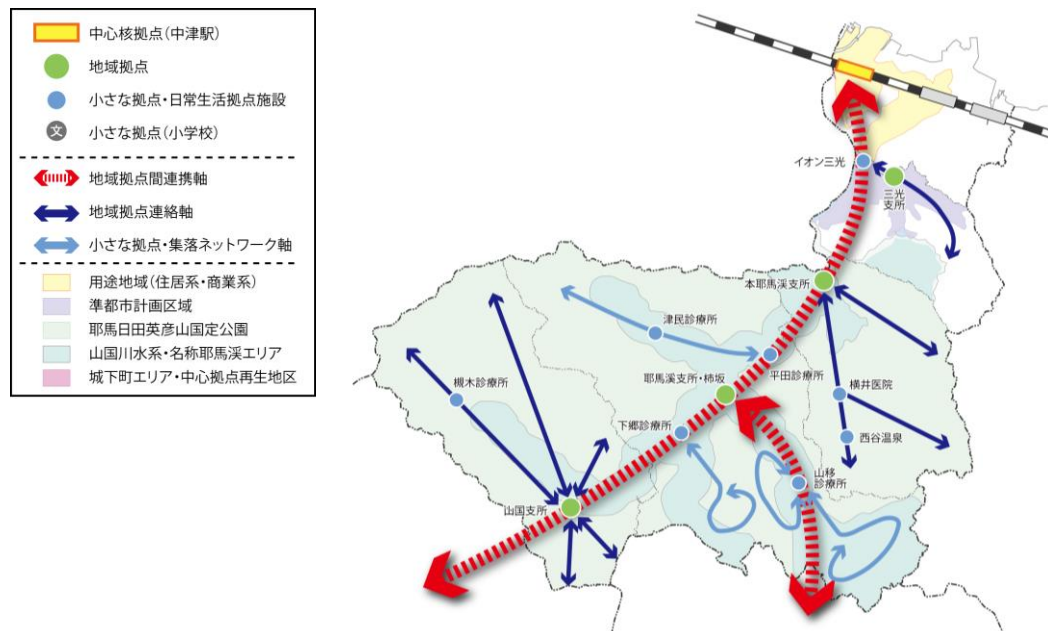 中心核拠点（中津駅）
地域拠点
小さな拠点・日常生活拠点施設
文
小さな拠点（小学校）
地域拠点間連携軸
地域拠点連絡軸
小さな拠点・集落ネットワーク軸
用途地域（住居系・商業系）
準都市計画区域
耶馬日田英彦山国定公園
山国川水系・名称耶馬渓エリア
城下町エリア・中心拠点再生地区
イオン三光
三光
支所
本耶馬渓支所
津民診療所
平田診療所
耶馬渓支所・柿坂
横井医院
槻木診療所
下郷診療所
西谷温泉
山移
診療所
山国支所